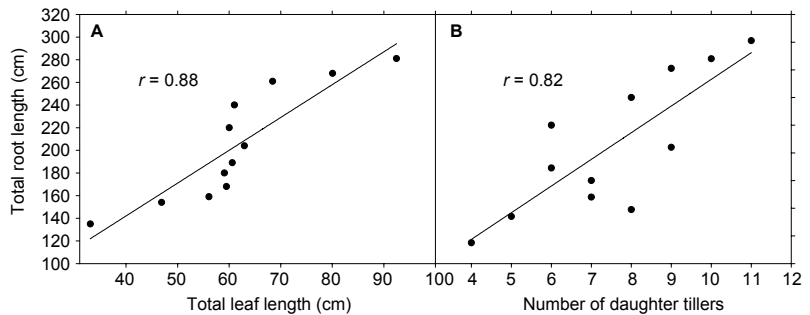 320
300
280
260
240
220
200
180
160
140
120
100
Total root length (cm)
A
r = 0.88
40 50 60 70 80 90 100
Total leaf length (cm)
B
r = 0.82
4 5 6 7 8 9 10 11 12
Number of daughter tillers